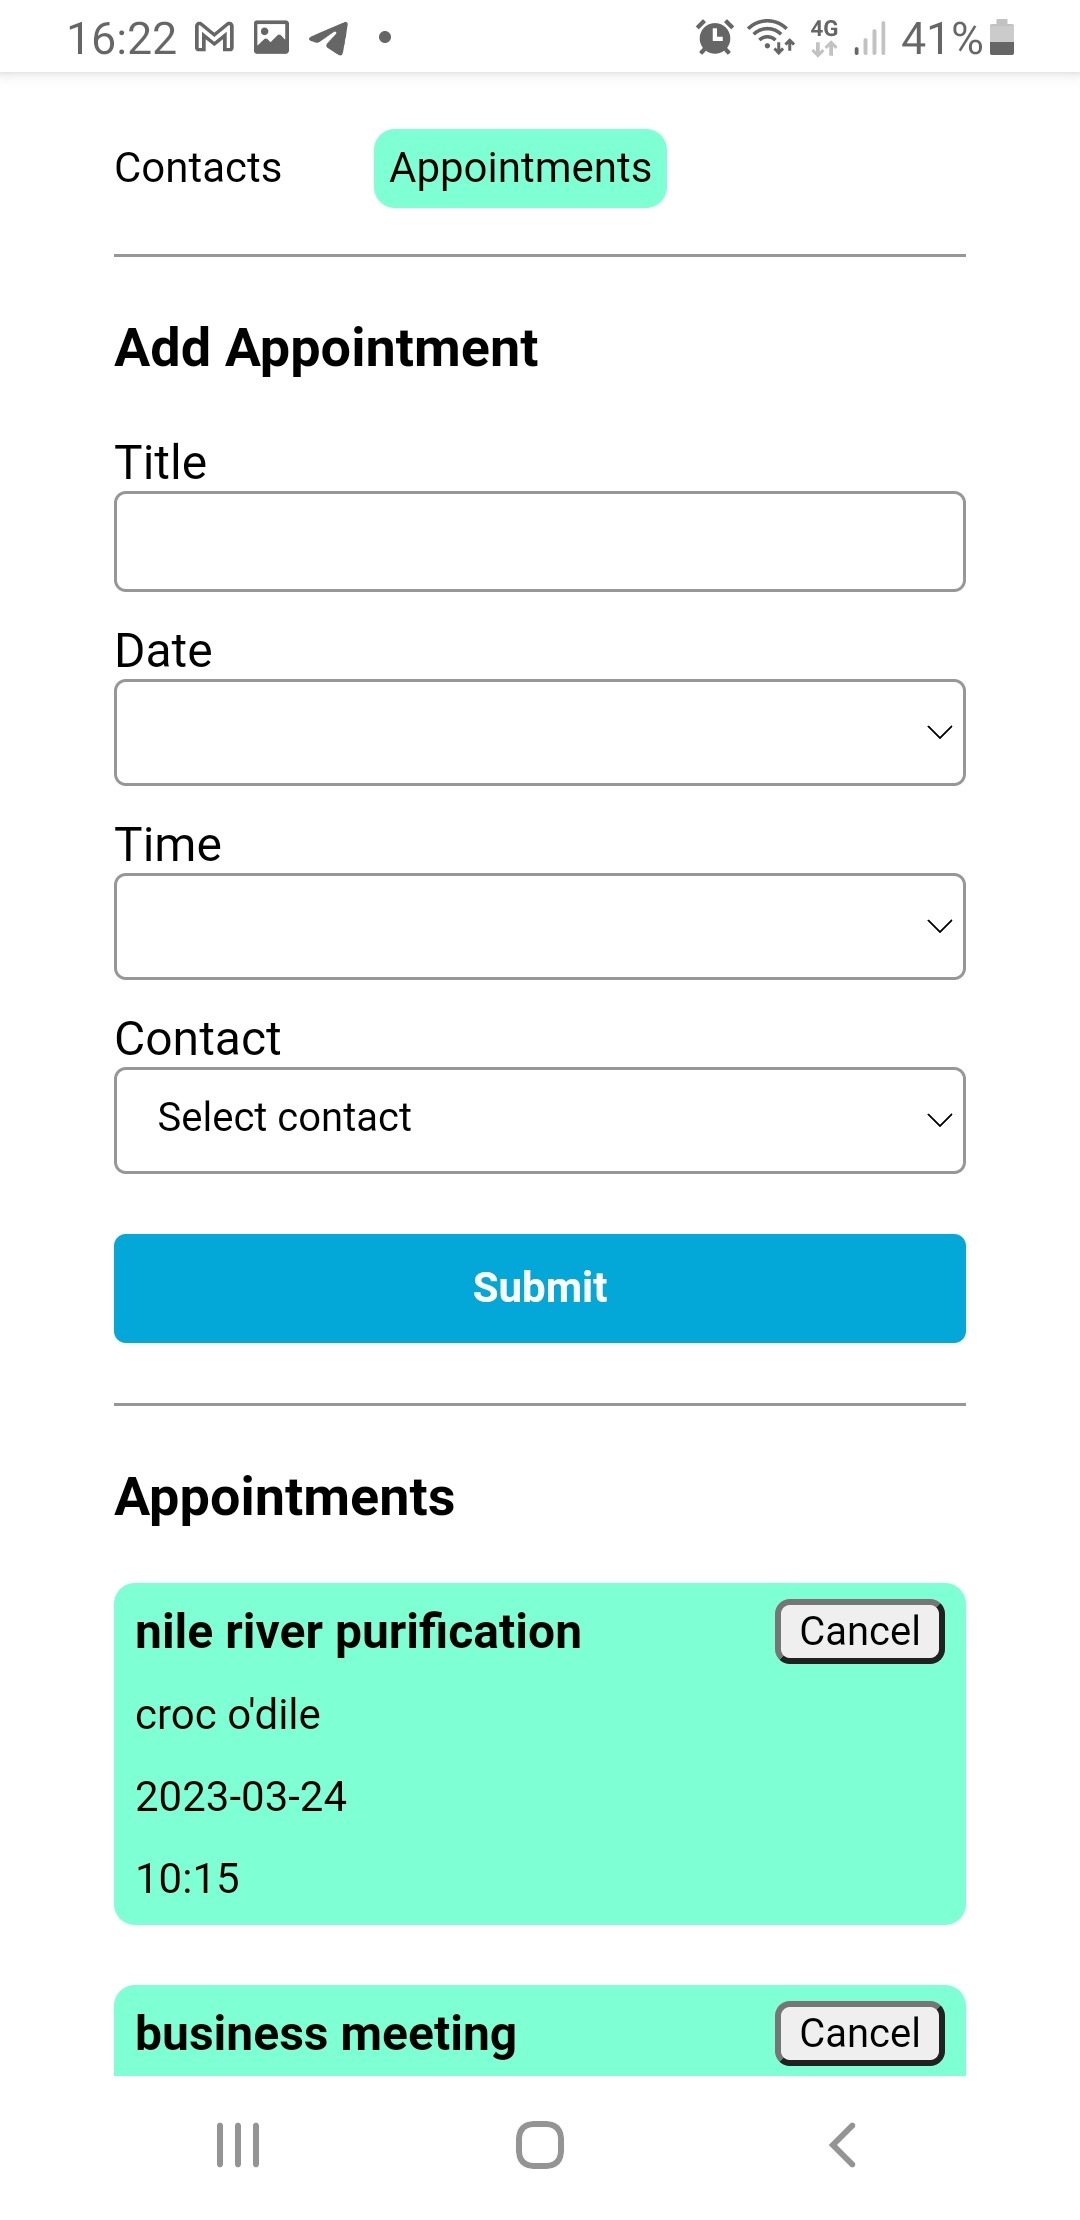 16:22 4G 41%
Contacts Appointments
Add Appointment
Title
Date
Time
Contact
Select contact
Submit
Appointments
nile river purification Cancel
croc o'dile
2023-03-24
10:15
business meeting Cancel